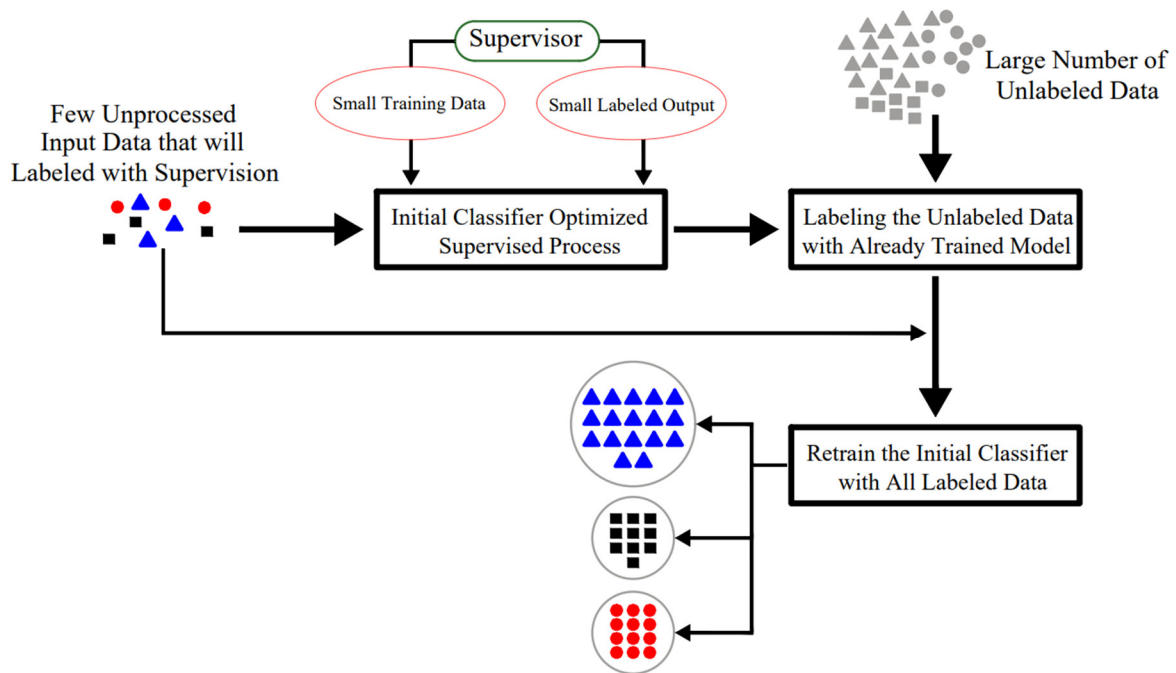 Supervisor
Small Training Data
Small Labeled Output
Large Number of
Unlabeled Data
Few Unprocessed
Input Data that will
Labeled with Supervision
Initial Classifier Optimized
Supervised Process
Labeling the Unlabeled Data
with Already Trained Model
Retrain the Initial Classifier
with All Labeled Data